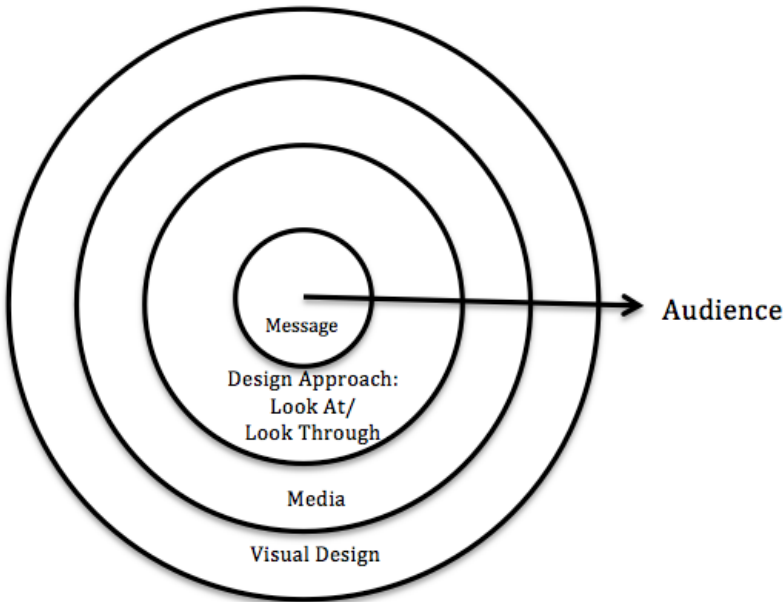 Audience
Message
Design Approach:
Look At/
Look Through
Media
Visual Design